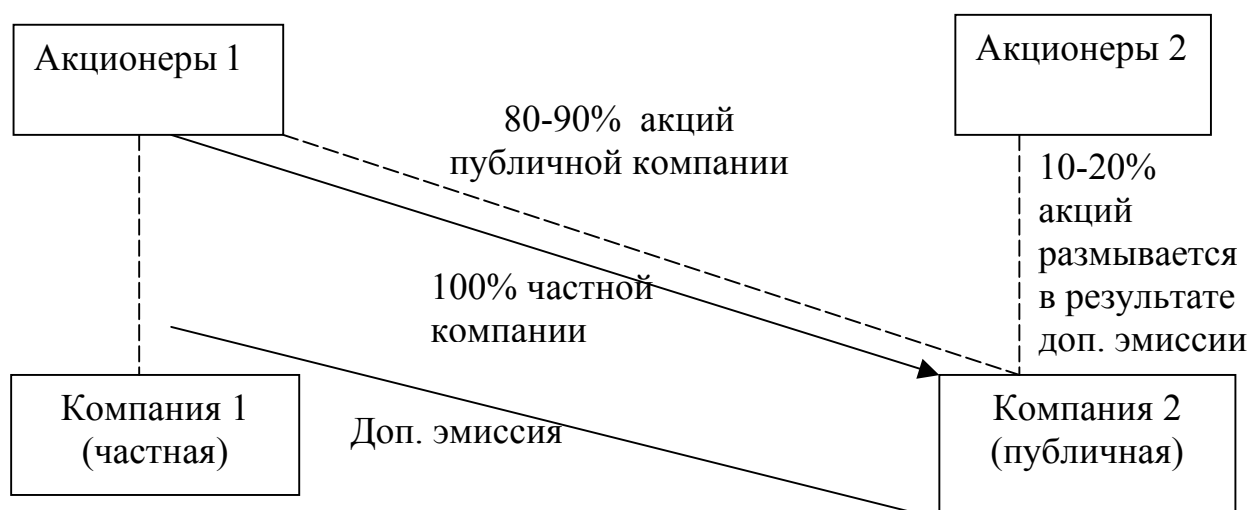 Акционеры 1
Акционеры 2
80-90% акций
публичной компании
10-20%
акций
размывается
в результате
доп. эмиссии
100% частной
компании
Компания 1
(частная)
Доп. эмиссия
Компания 2
(публичная)